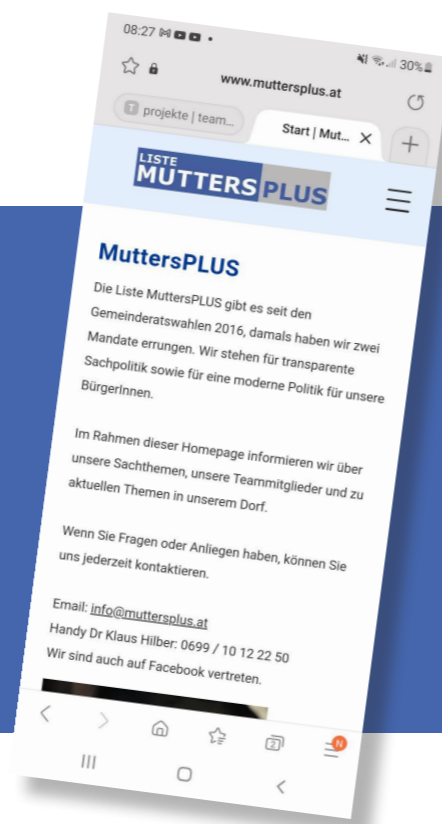 08:27
30%
www.muttersplus.at
T projekte | team...
Start | Mut... X
LISTE
MUTTERS PLUS
MuttersPLUS
Die Liste MuttersPLUS gibt es seit den
Gemeinderatswahlen 2016, damals haben wir zwei
Mandate errungen. Wir stehen für transparente
Sachpolitik sowie für eine moderne Politik für unsere
BürgerInnen.
Im Rahmen dieser Homepage informieren wir über
unsere Sachthemen, unsere Teammitglieder und zu
aktuellen Themen in unserem Dorf.
Wenn Sie Fragen oder Anliegen haben, können Sie
uns jederzeit kontaktieren.
Email: info@muttersplus.at
Handy Dr Klaus Hilber: 0699 / 10 12 22 50
Wir sind auch auf Facebook vertreten.
2
N